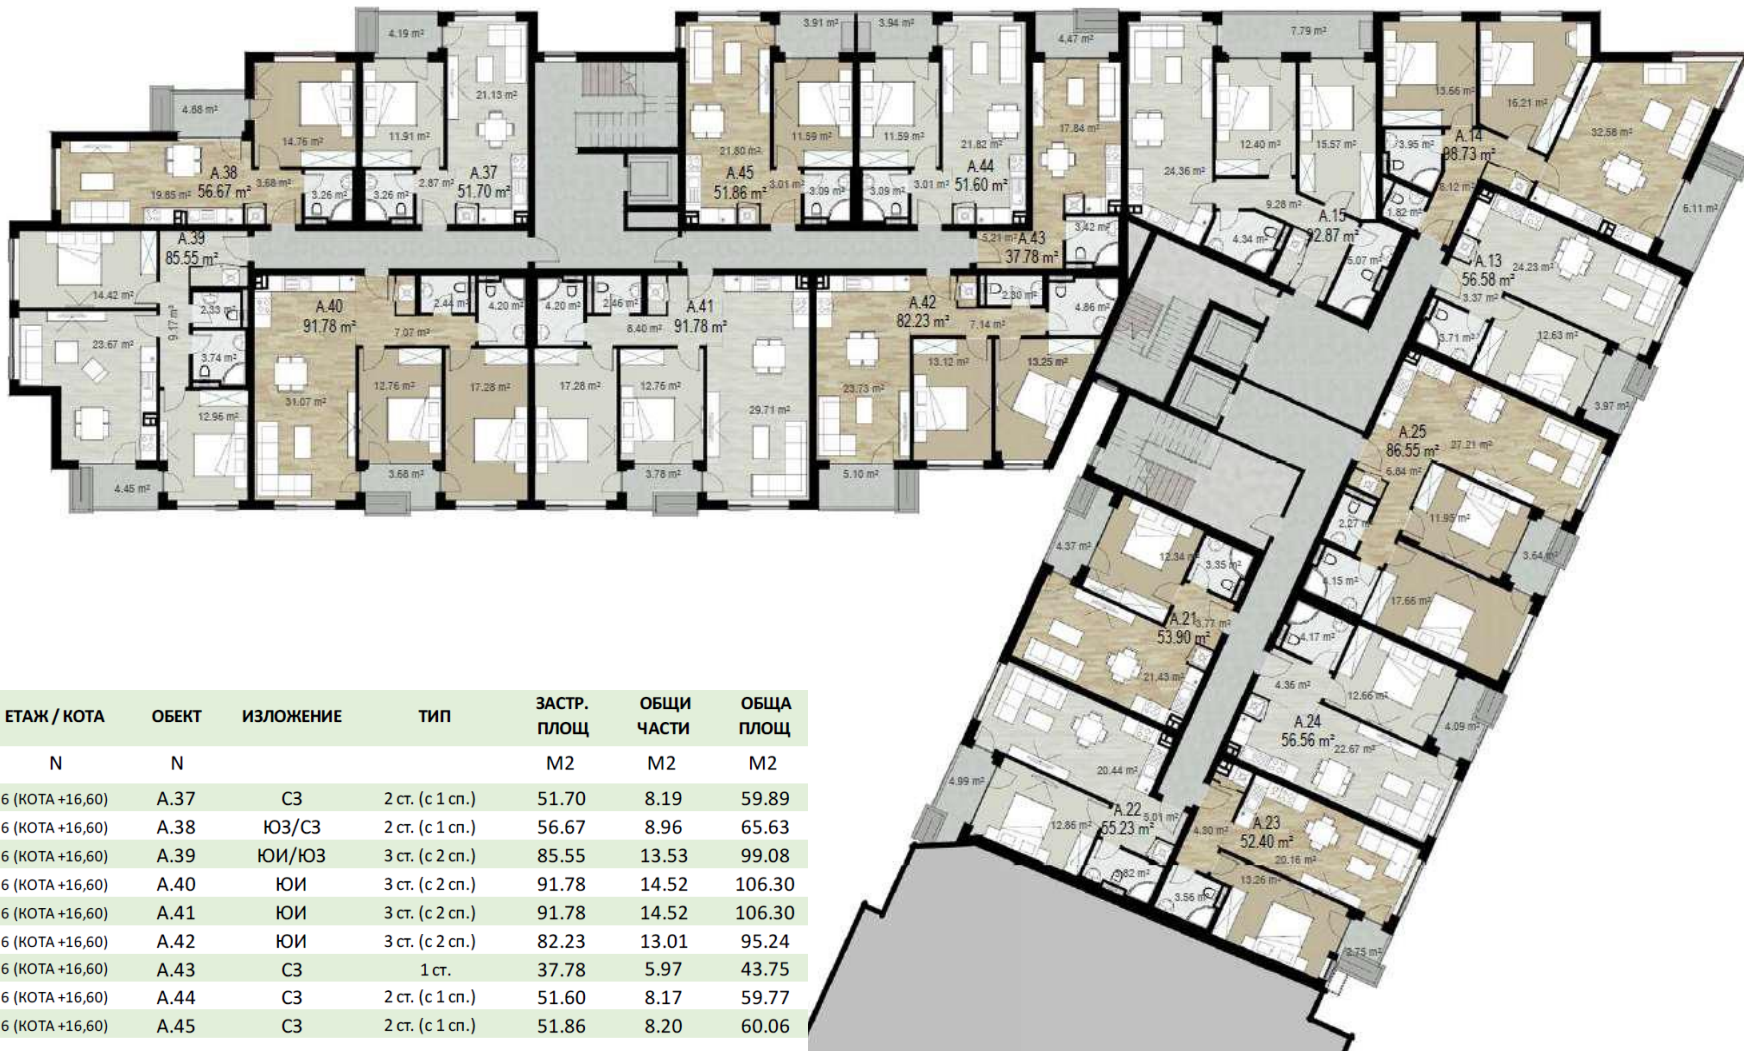 4.19 m²
21.13 m²
11.91 m²
2.87 m²
3.26 m²
A.37
51.70 m²
4.68 m²
14.76 m²
19.85 m²
3.68 m²
3.26 m²
A.38
56.67 m²
A.39
85.55 m²
14.42 m²
2.33 m²
9.17 m²
23.67 m²
3.74 m²
12.96 m²
4.45 m²
A.40
91.78 m²
2.44 m²
4.20 m²
7.07 m²
31.07 m²
12.76 m²
17.28 m²
3.68 m²
4.20 m²
2.46 m²
A.41
91.78 m²
8.40 m²
17.28 m²
12.76 m²
29.71 m²
3.78 m²
A.42
82.23 m²
2.30 m²
4.86 m²
7.14 m²
13.12 m²
13.25 m²
23.73 m²
5.10 m²
3.91 m²
21.60 m²
11.59 m²
A.45
51.86 m²
3.01 m²
3.09 m²
3.94 m²
11.59 m²
21.82 m²
A.44
51.60 m²
3.09 m²
3.01 m²
4.47 m²
17.84 m²
5.21 m²
A.43
37.78 m²
3.42 m²
7.79 m²
24.36 m²
12.40 m²
15.57 m²
9.28 m²
A.15
92.87 m²
4.34 m²
5.07 m²
13.66 m²
16.21 m²
32.58 m²
3.95 m²
A.14
98.73 m²
8.12 m²
1.82 m²
6.11 m²
A.13
56.58 m²
24.23 m²
3.37 m²
3.71 m²
12.63 m²
3.97 m²
A.25
86.55 m²
27.21 m²
6.84 m²
11.95 m²
2.27 m²
3.64 m²
4.15 m²
17.66 m²
4.37 m²
12.34 m²
3.35 m²
A.21
53.90 m²
3.77 m²
21.43 m²
4.17 m²
4.36 m²
12.66 m²
4.09 m²
A.24
56.56 m²
22.67 m²
20.44 m²
4.99 m²
12.86 m²
A.22
55.23 m²
5.01 m²
3.82 m²
4.30 m²
A.23
52.40 m²
20.16 m²
13.26 m²
3.56 m²
2.75 m²
ЕТАЖ / КОТА ОБЕКТ ИЗЛОЖЕНИЕ ТИП ЗАСТР. ПЛОЩ ОБЩИ ЧАСТИ ОБЩА ПЛОЩ
N N M2 M2 M2
6 (КОТА +16,60) А.37 СЗ 2 ст. (с 1 сп.) 51.70 8.19 59.89
6 (КОТА +16,60) А.38 ЮЗ/СЗ 2 ст. (с 1 сп.) 56.67 8.96 65.63
6 (КОТА +16,60) А.39 ЮИ/ЮЗ 3 ст. (с 2 сп.) 85.55 13.53 99.08
6 (КОТА +16,60) А.40 ЮИ 3 ст. (с 2 сп.) 91.78 14.52 106.30
6 (КОТА +16,60) А.41 ЮИ 3 ст. (с 2 сп.) 91.78 14.52 106.30
6 (КОТА +16,60) А.42 ЮИ 3 ст. (с 2 сп.) 82.23 13.01 95.24
6 (КОТА +16,60) А.43 СЗ 1 ст. 37.78 5.97 43.75
6 (КОТА +16,60) А.44 СЗ 2 ст. (с 1 сп.) 51.60 8.17 59.77
6 (КОТА +16,60) А.45 СЗ 2 ст. (с 1 сп.) 51.86 8.20 60.06